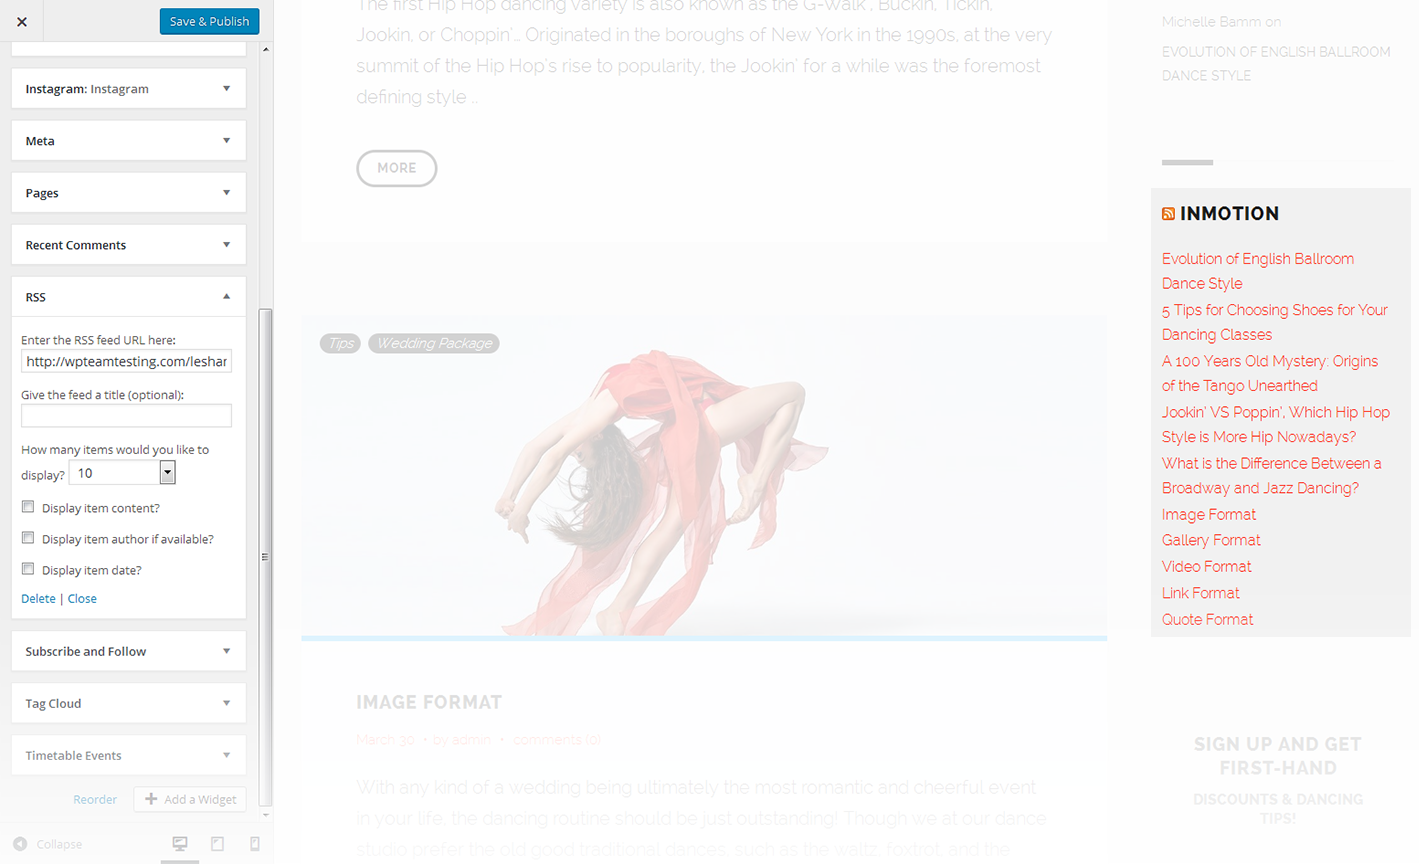 Save & Publish
Instagram: Instagram
Meta
Pages
Recent Comments
RSS
Enter the RSS feed URL here:
http://wpteamtesting.com/leshar
Give the feed a title (optional):
How many items would you like to
display? 10
Display item content?
Display item author if available?
Display item date?
Delete | Close
Subscribe and Follow
Tag Cloud
Timetable Events
Reorder
Add a Widget
Collapse
The first Hip Hop dancing variety is also known as the G-Walk , Buckin, Tickin,
Jookin, or Choppin'… Originated in the boroughs of New York in the 1990s, at the very
summit of the Hip Hop's rise to popularity, the Jookin' for a while was the foremost
defining style ..
MORE
Tips
Wedding Package
IMAGE FORMAT
March 30 • by admin • comments (0)
With any kind of a wedding being ultimately the most romantic and cheerful event
in your life, the dancing routine should be just outstanding! Though we at our dance
studio prefer the old good traditional dances, such as the waltz, foxtrot, and the
Michelle Bamm on
EVOLUTION OF ENGLISH BALLROOM
DANCE STYLE
INMOTION
Evolution of English Ballroom
Dance Style
5 Tips for Choosing Shoes for Your
Dancing Classes
A 100 Years Old Mystery: Origins
of the Tango Unearthed
Jookin' VS Poppin', Which Hip Hop
Style is More Hip Nowadays?
What is the Difference Between a
Broadway and Jazz Dancing?
Image Format
Gallery Format
Video Format
Link Format
Quote Format
SIGN UP AND GET
FIRST-HAND
DISCOUNTS & DANCING
TIPS!